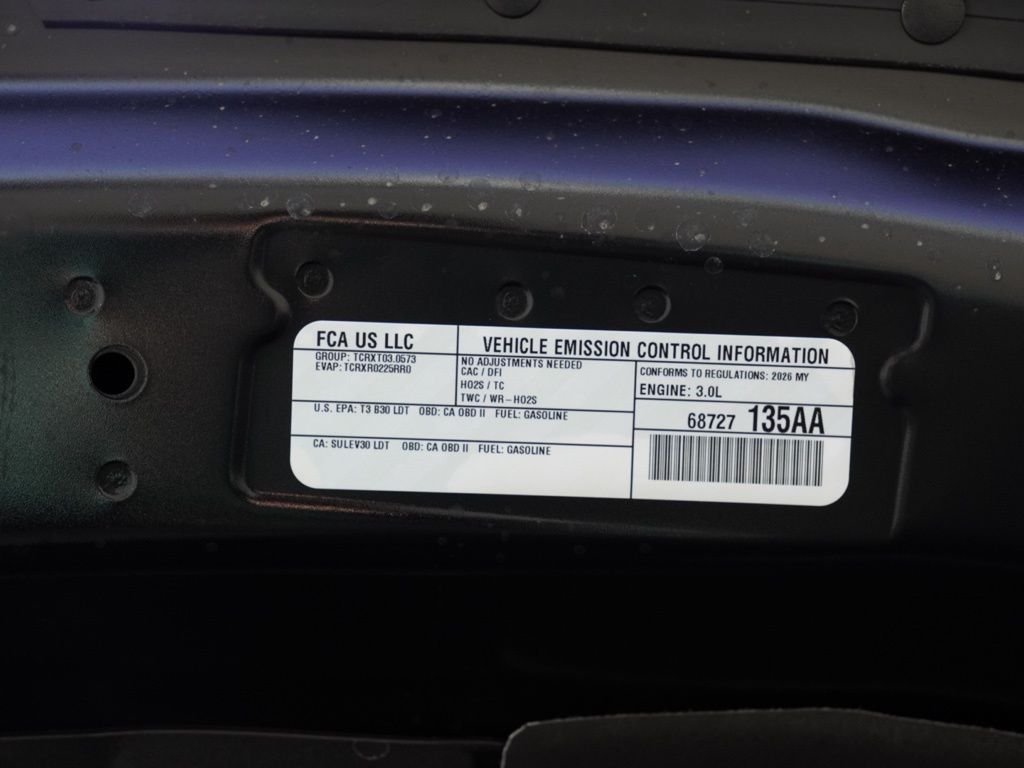 FCA US LLC
VEHICLE EMISSION CONTROL INFORMATION
GROUP: TCRXT03.0573
EVAP: TCRXR0225RR0
NO ADJUSTMENTS NEEDED
CAC / DFI
HO2S / TC
TWC / WR-HO2S
CONFORMS TO REGULATIONS: 2026 MY
ENGINE: 3.0L
U.S. EPA: T3 B30 LDT OBD: CA OBD II FUEL: GASOLINE
68727 135AA
CA: SULEV30 LDT OBD: CA OBD II FUEL: GASOLINE